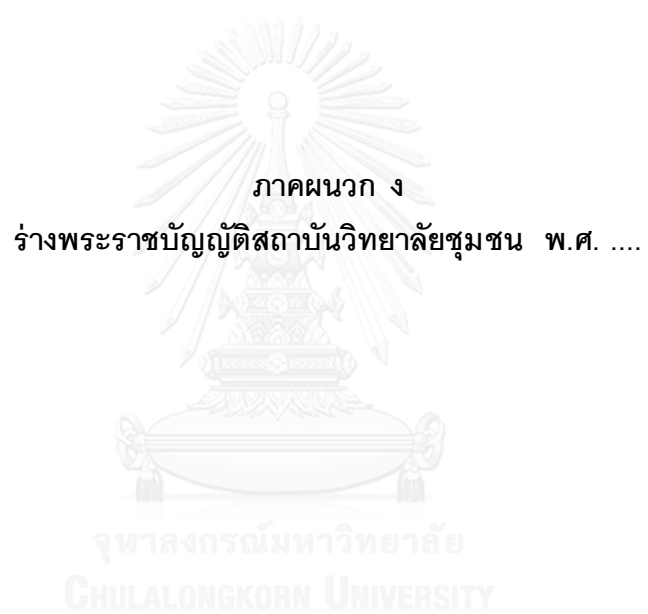 ภาคผนวก ง
ร่างพระราชบัญญัติสถาบันวิทยาลัยชุมชน พ.ศ. ....
จุฬาลงกรณ์มหาวิทยาลัย
CHULALONGKORN UNIVERSITY